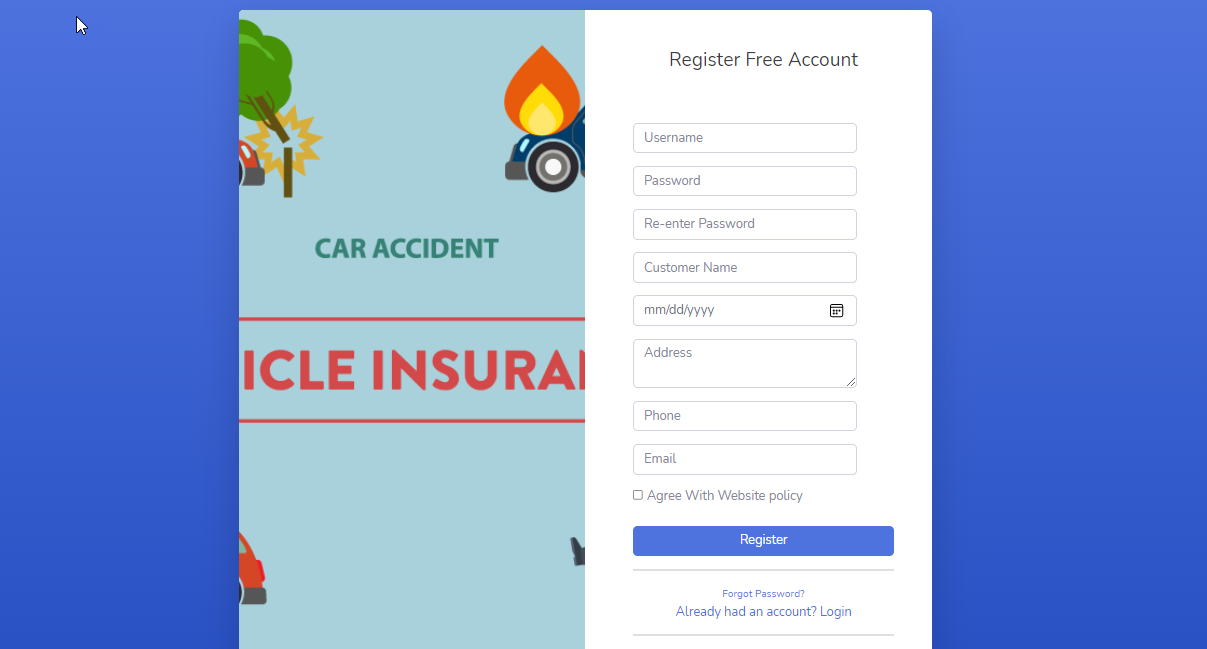 CAR ACCIDENT
ICLE INSURAN
Register Free Account
Username
Password
Re-enter Password
Customer Name
mm/dd/yyyy
Address
Phone
Email
Agree With Website policy
Register
Forgot Password?
Already had an account? Login